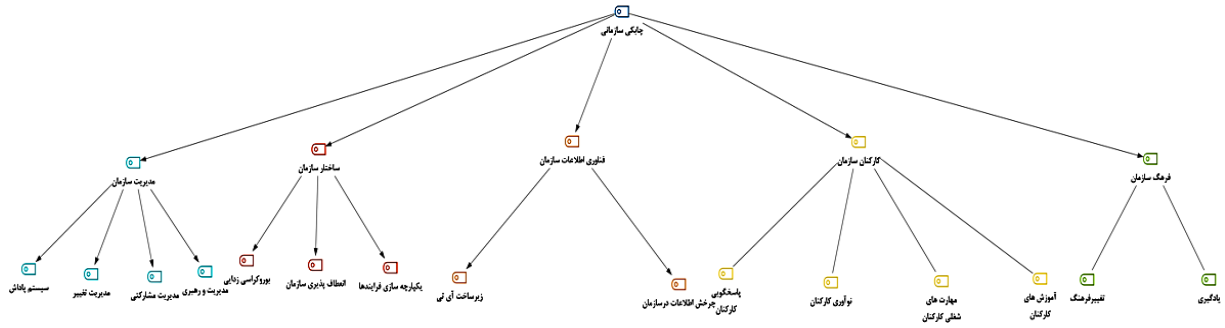 چابکی سازمانی
فرهنگ سازمان
کارکنان سازمان
فناوری اطلاعات سازمان
ساختار سازمان
مدیریت سازمان
یادگیری
تغییرفرهنگ
آموزش های
کارکنان
مهارت های
شغلی کارکنان
نوآوری کارکنان
پاسخگویی
کارکنان
چرخش اطلاعات درسازمان
زیرساخت آی تی
یکپارچه سازی فرایندها
انعطاف پذیری سازمان
بوروکراسی زدایی
مدیریت و رهبری
مدیریت مشارکتی
مدیریت تغییر
سیستم پاداش